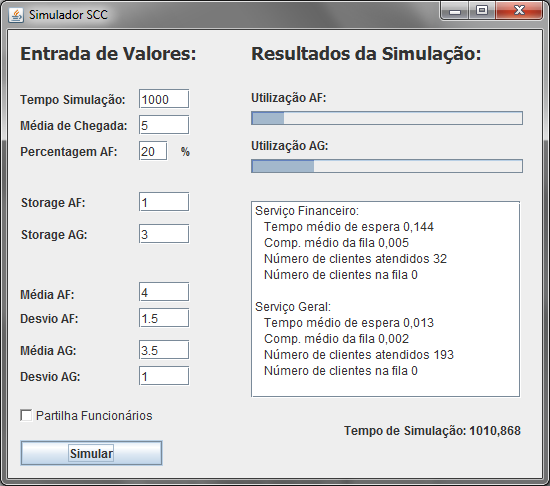 Simulador SCC
Entrada de Valores:
Tempo Simulação: 1000
Média de Chegada: 5
Percentagem AF: 20 %
Storage AF: 1
Storage AG: 3
Média AF: 4
Desvio AF: 1.5
Média AG: 3.5
Desvio AG: 1
Partilha Funcionários
Simular
Resultados da Simulação:
Utilização AF:
Utilização AG:
Serviço Financeiro:
Tempo médio de espera 0,144
Comp. médio da fila 0,005
Número de clientes atendidos 32
Número de clientes na fila 0
Serviço Geral:
Tempo médio de espera 0,013
Comp. médio da fila 0,002
Número de clientes atendidos 193
Número de clientes na fila 0
Tempo de Simulação: 1010,868